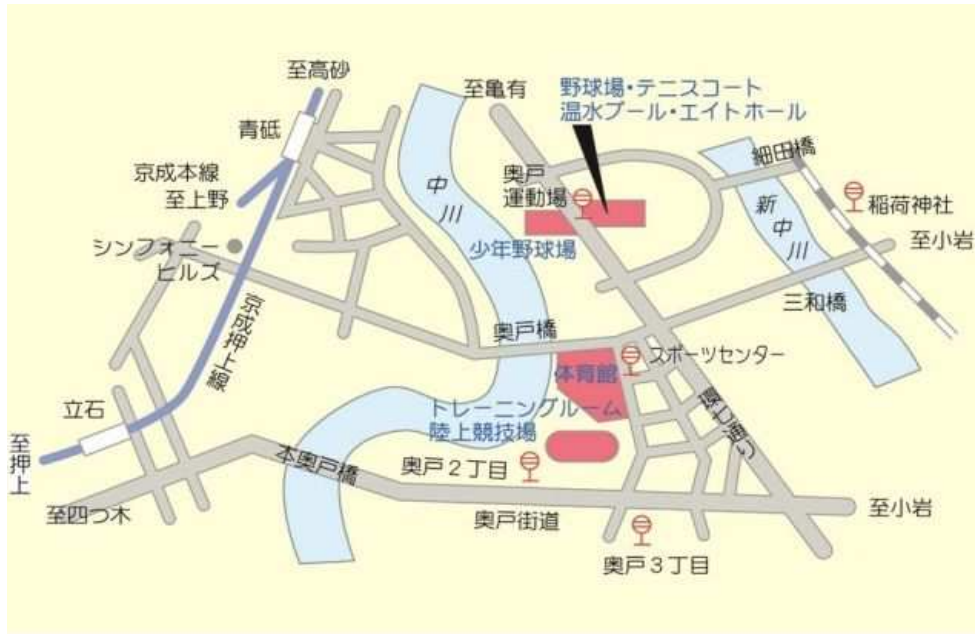 至高砂
青砥
京成本線
至上野
シンフォニー
ヒルズ
京成押上線
立石
至押上
至四つ木
中川
至亀有
野球場・テニスコート
温水プール・エイトホール
奥戸
運動場
少年野球場
細田橋
新中川
稲荷神社
至小岩
三和橋
奥戸橋
体育館
スポーツセンター
トレーニングルーム
陸上競技場
環七通り
本奥戸橋
奥戸2丁目
奥戸街道
至小岩
奥戸3丁目